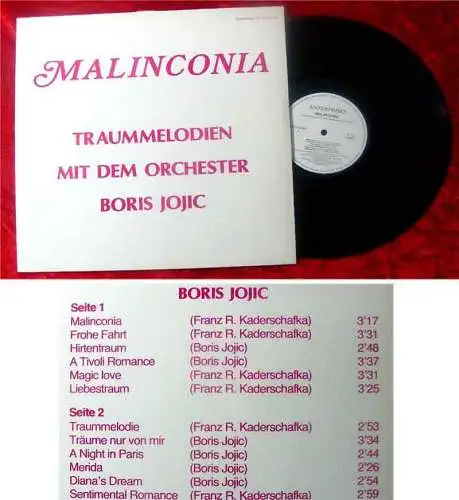 MALINCONIA
TRAUMMELODIEN
MIT DEM ORCHESTER
BORIS JOJIC
BORIS JOJIC
Seite 1
Malinconia (Franz R. Kaderschafka) 3'17
Frohe Fahrt (Franz R. Kaderschafka) 3'31
Hirtentraum (Boris Jojic) 2'48
A Tivoli Romance (Boris Jojic) 3'37
Magic love (Franz R. Kaderschafka) 3'31
Liebestraum (Franz R. Kaderschafka) 3'25
Seite 2
Traummelodie (Franz R. Kaderschafka) 2'53
Träume nur von mir (Boris Jojic) 3'34
A Night in Paris (Boris Jojic) 2'44
Merida (Boris Jojic) 2'26
Diana's Dream (Boris Jojic) 2'54
Sentimental Romance (Franz R. Kaderschafka) 2'59